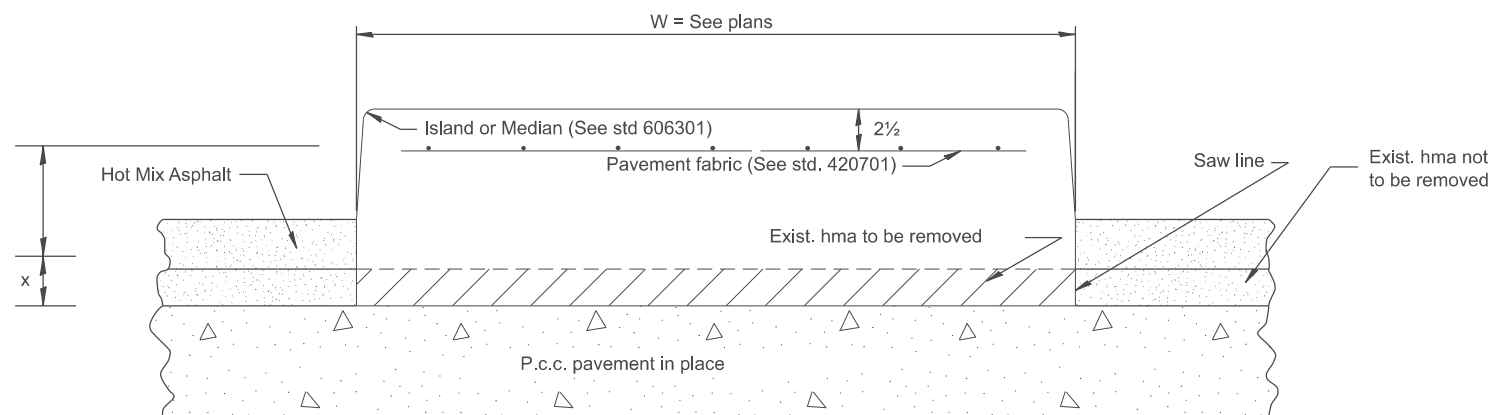 W = See plans
Island or Median (See std 606301)
2½
Pavement fabric (See std. 420701)
Hot Mix Asphalt
Saw line
Exist. hma not
to be removed
Exist. hma to be removed
x
P.c.c. pavement in place